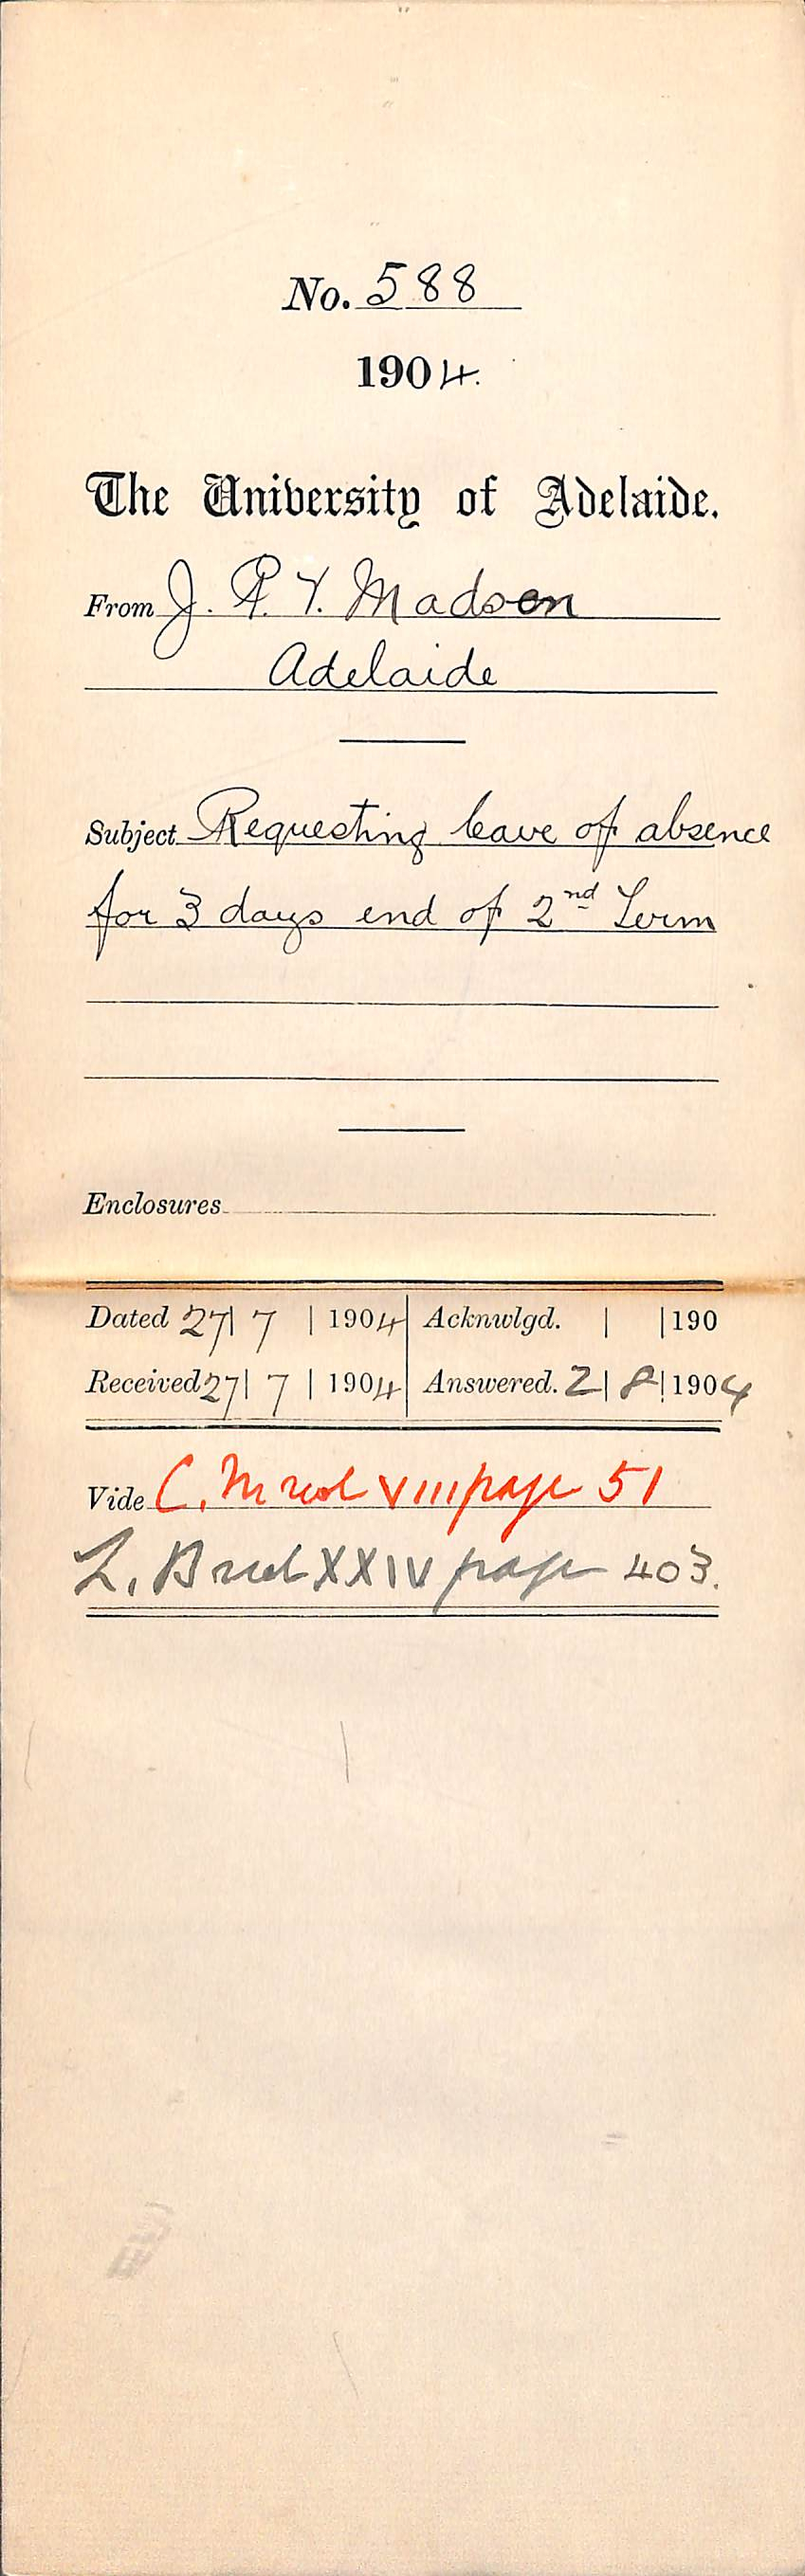 No. 588
1904.
The University of Adelaide.
From J. P. V. Madsen
Adelaide
Subject Requesting leave of absence
for 3 days end of 2nd Term
Enclosures
Dated 27 | 7 | 1904 Acknwlgd. | | 190
Received 27 | 7 | 1904 Answered. 2 | 8 | 1904
Vide C. M vol VIII page 51
L. B vol XXIV page 403.